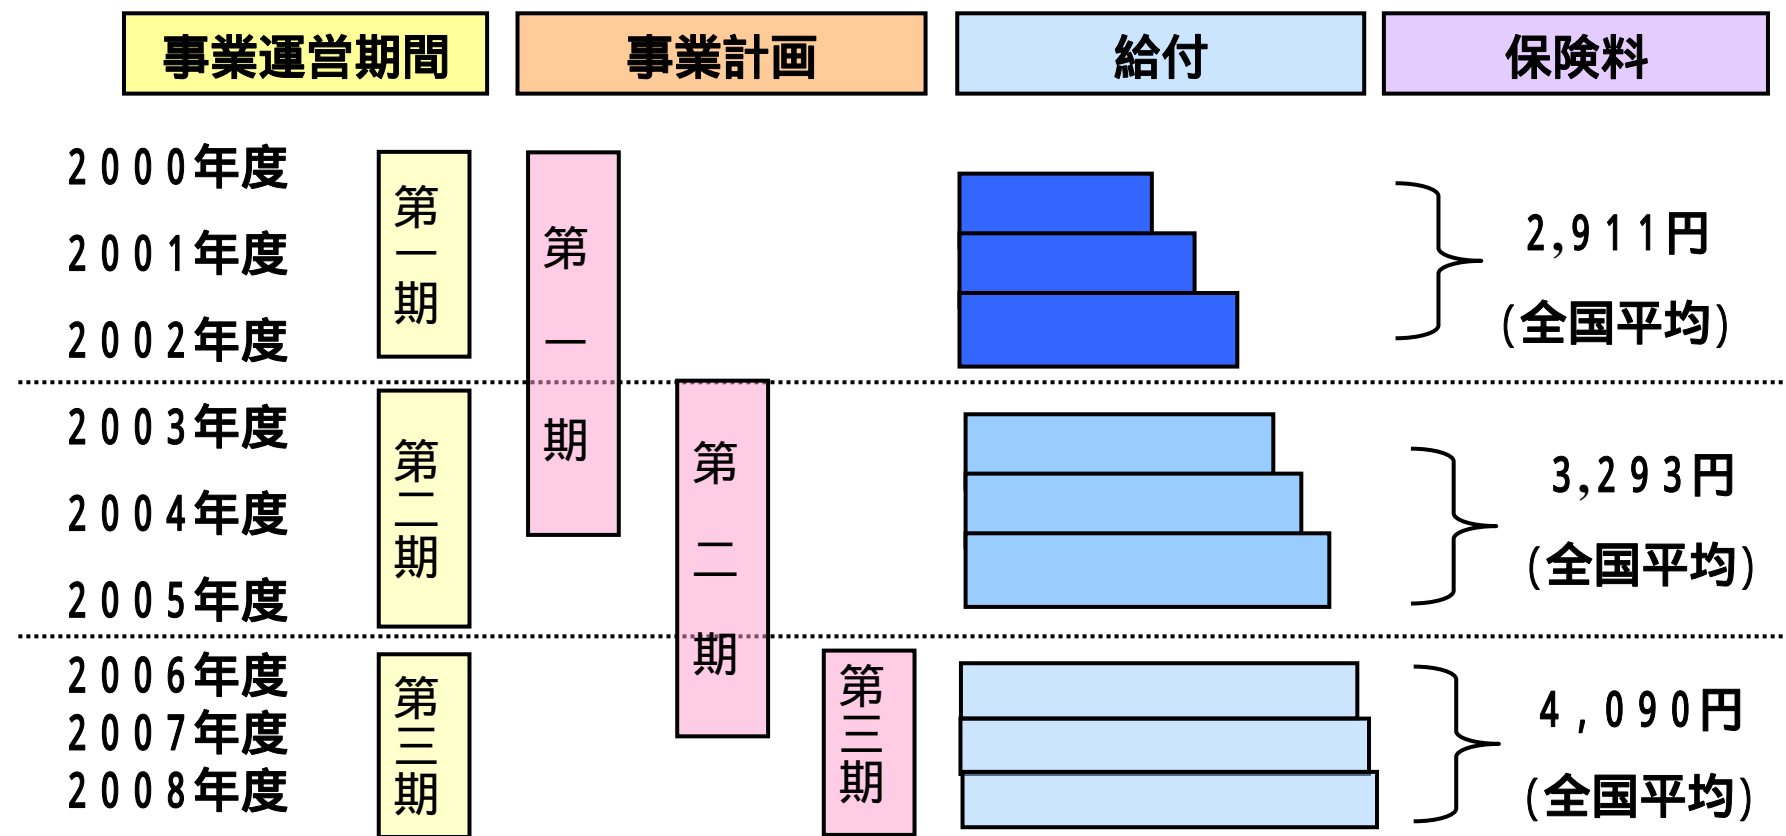 事業運営期間
事業計画
給付
保険料
2000年度
2001年度
2002年度
第一期
第一期
2,911円
(全国平均)
2003年度
2004年度
2005年度
第二期
第二期
3,293円
(全国平均)
2006年度
2007年度
2008年度
第三期
第三期
4,090円
(全国平均)